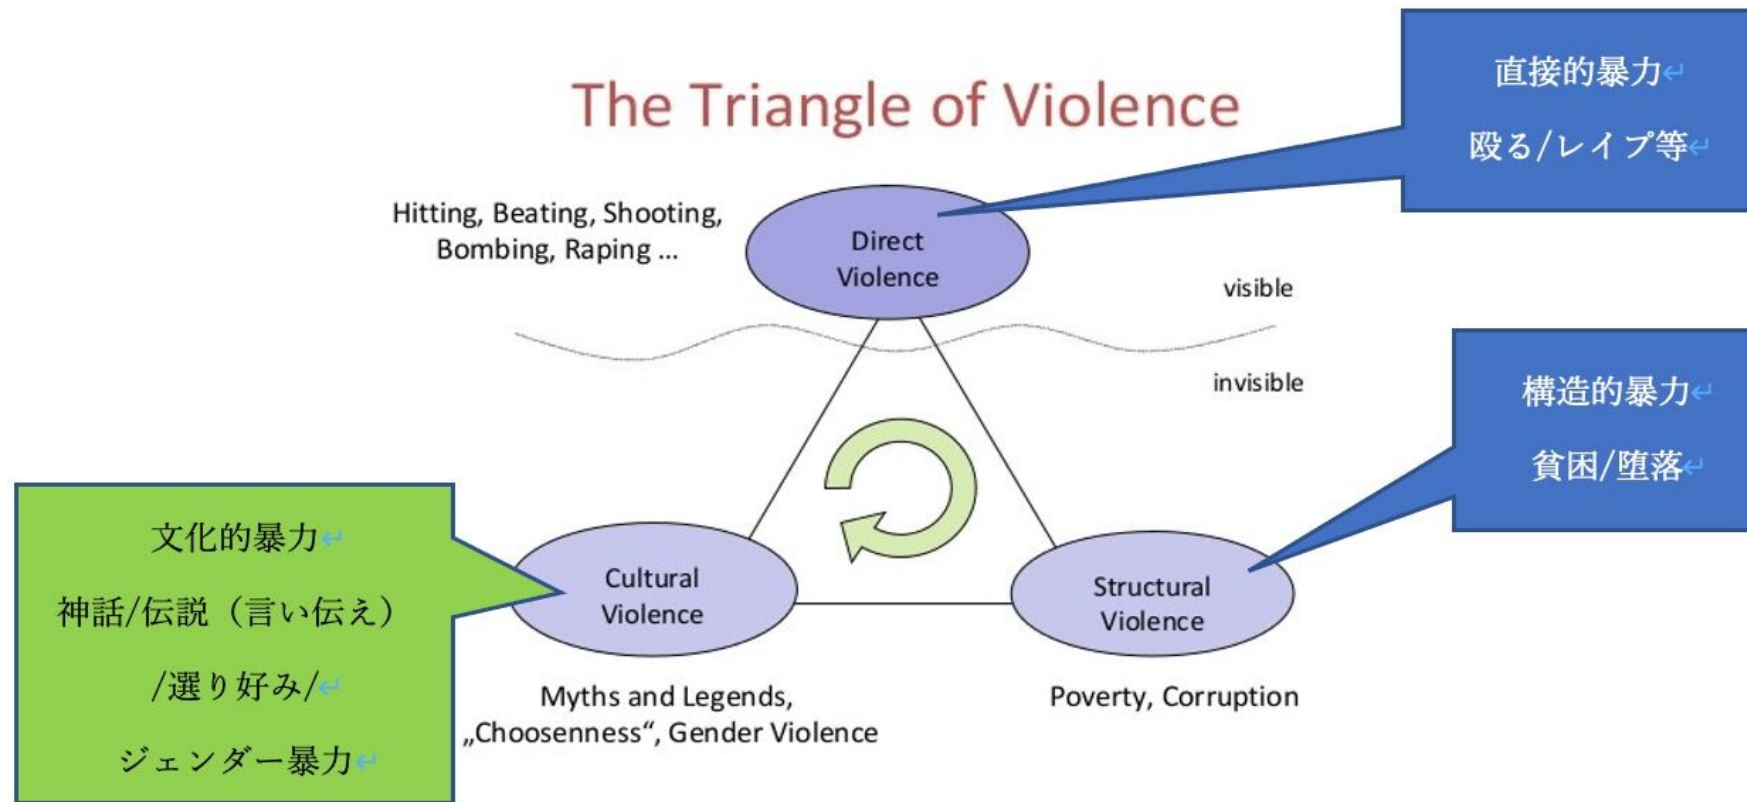 The Triangle of Violence
直接的暴力↵
殴る/レイプ等↵
Hitting, Beating, Shooting,
Bombing, Raping ...
Direct
Violence
visible
invisible
構造的暴力↵
貧困/堕落↵
文化的暴力↵
神話/伝説（言い伝え）
/選り好み/↵
ジェンダー暴力↵
Cultural
Violence
Structural
Violence
Myths and Legends,
„Choosenness“, Gender Violence
Poverty, Corruption